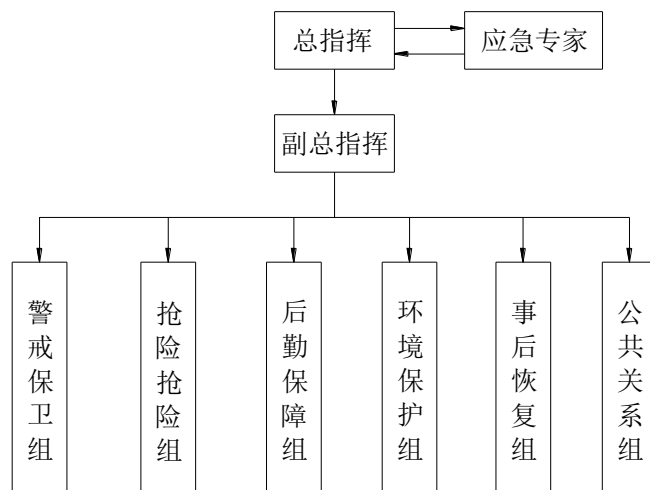 总指挥
应急专家
副总指挥
警戒保卫组
抢险抢险组
后勤保障组
环境保护组
事后恢复组
公共关系组